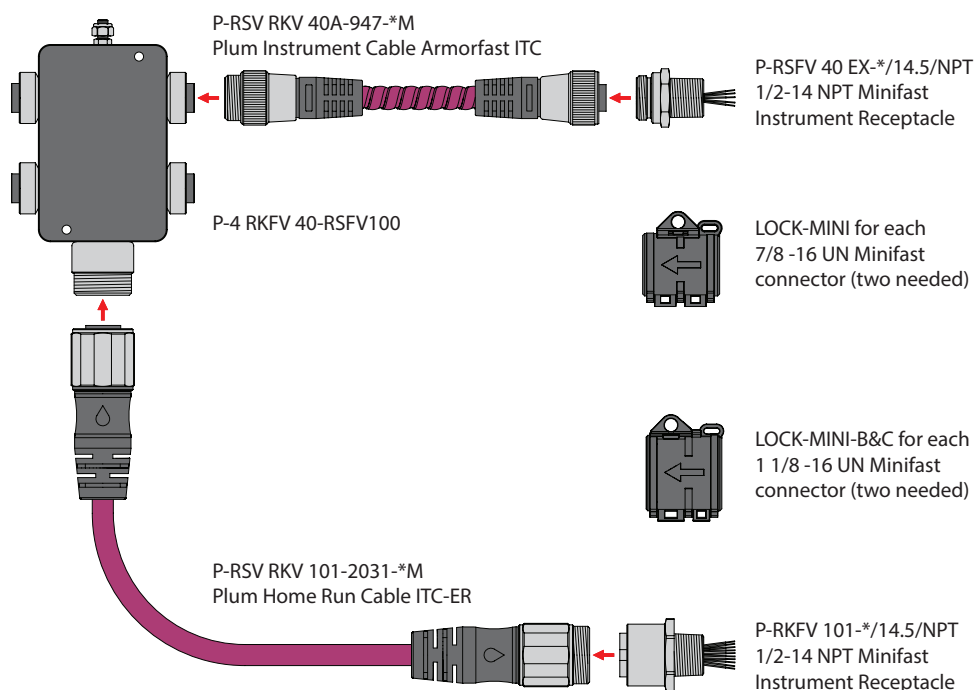 P-RSV RKV 40A-947-*M
Plum Instrument Cable Armorfast ITC
P-RSFV 40 EX-*/14.5/NPT
1/2-14 NPT Minifast
Instrument Receptacle
P-4 RKFV 40-RSFV100
LOCK-MINI for each
7/8 -16 UN Minifast
connector (two needed)
LOCK-MINI-B&C for each
1 1/8 -16 UN Minifast
connector (two needed)
P-RSV RKV 101-2031-*M
Plum Home Run Cable ITC-ER
P-RKFV 101-*/14.5/NPT
1/2-14 NPT Minifast
Instrument Receptacle